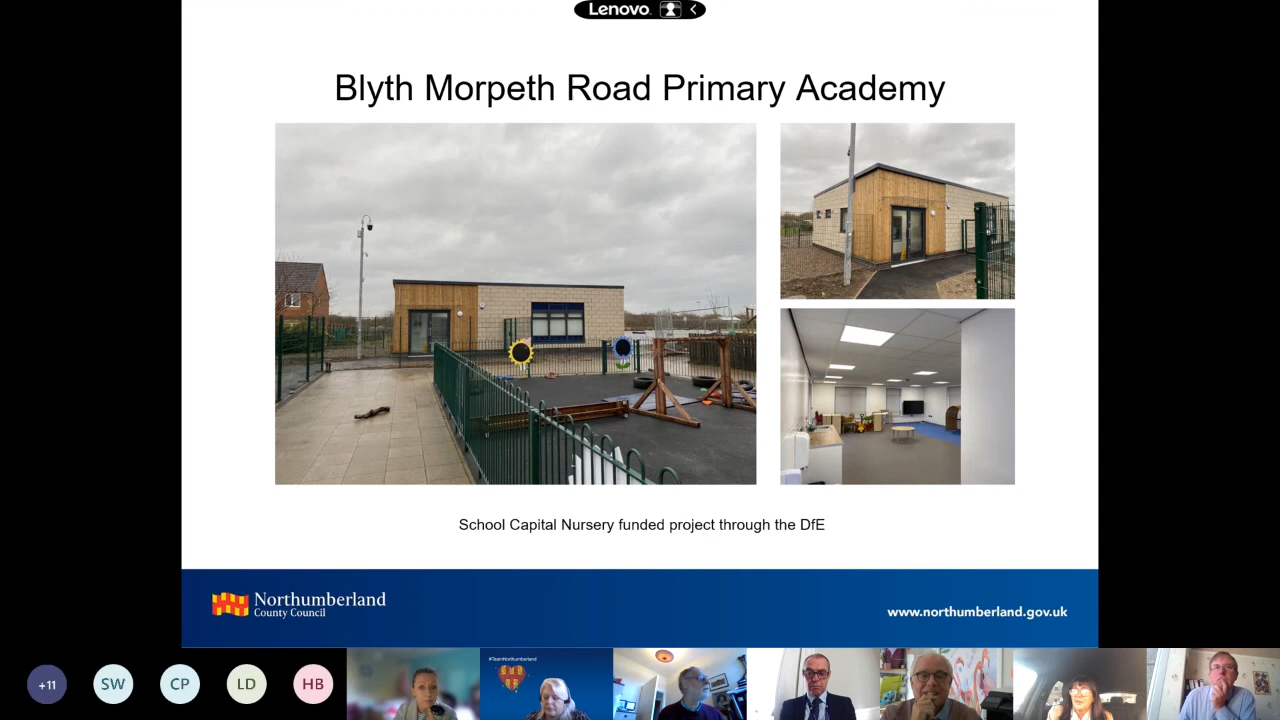 Lenovo
Blyth Morpeth Road Primary Academy
School Capital Nursery funded project through the DfE
Northumberland
County Council
www.northumberland.gov.uk
#TeamNorthumberland
+11
SW
CP
LD
HB